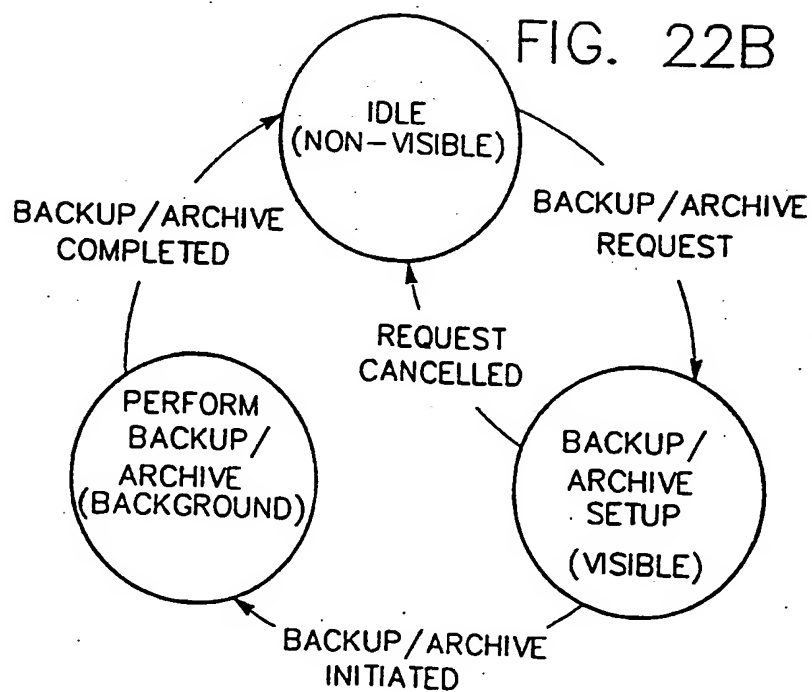 FIG. 22B
IDLE
(NON-VISIBLE)
BACKUP/ARCHIVE
COMPLETED
BACKUP/ARCHIVE
REQUEST
REQUEST
CANCELLED
PERFORM
BACKUP/
ARCHIVE
(BACKGROUND)
BACKUP/
ARCHIVE
SETUP
(VISIBLE)
BACKUP/ARCHIVE
INITIATED